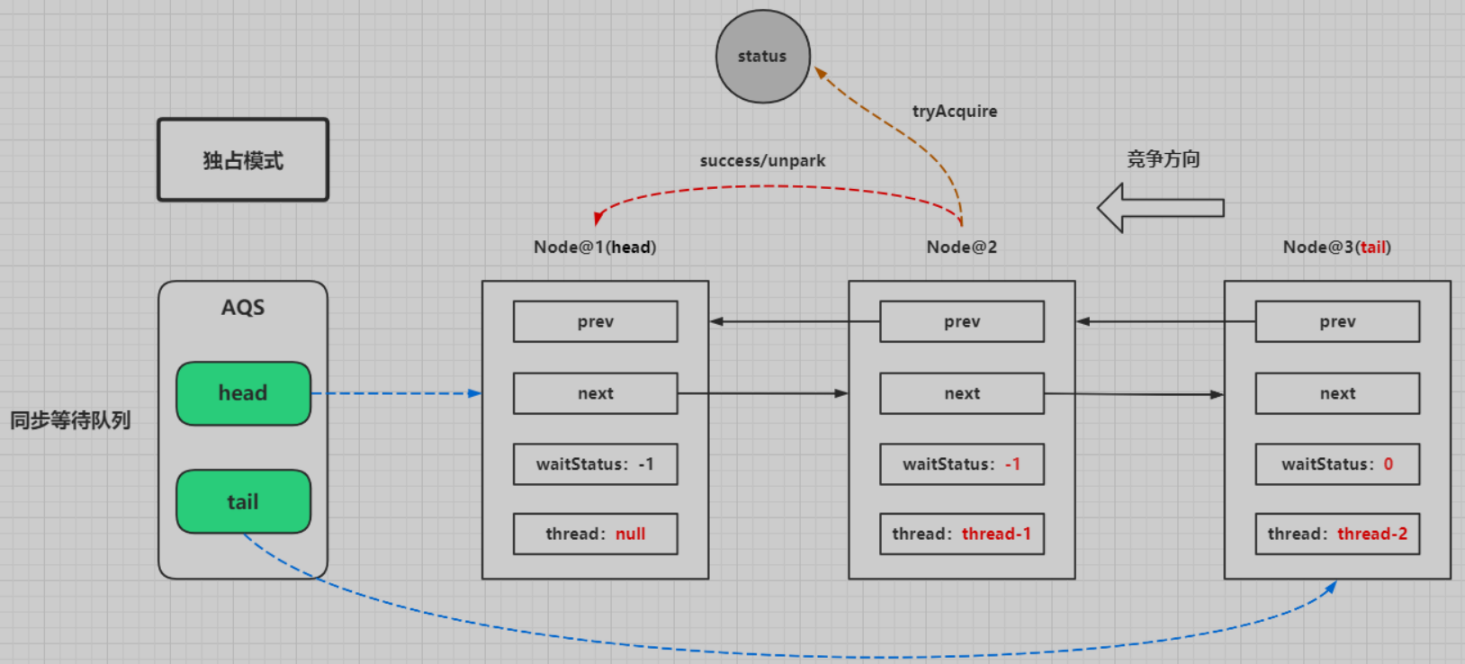 status
tryAcquire
独占模式
success/unpark
竞争方向
Node@1(head)
Node@2
Node@3(tail)
AQS
head
tail
同步等待队列
prev
next
waitStatus：-1
thread：null
prev
next
waitStatus：-1
thread：thread-1
prev
next
waitStatus：0
thread：thread-2